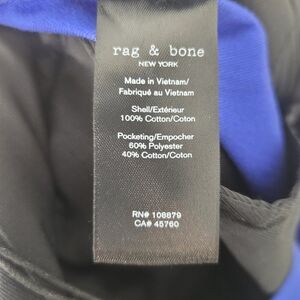 rag & bone
NEW YORK
Made in Vietnam/
Fabriqué au Vietnam
Shell/Extérieur
100% Cotton/Coton
Pocketing/Empocher
60% Polyester
40% Cotton/Coton
RN# 108879
CA# 45760